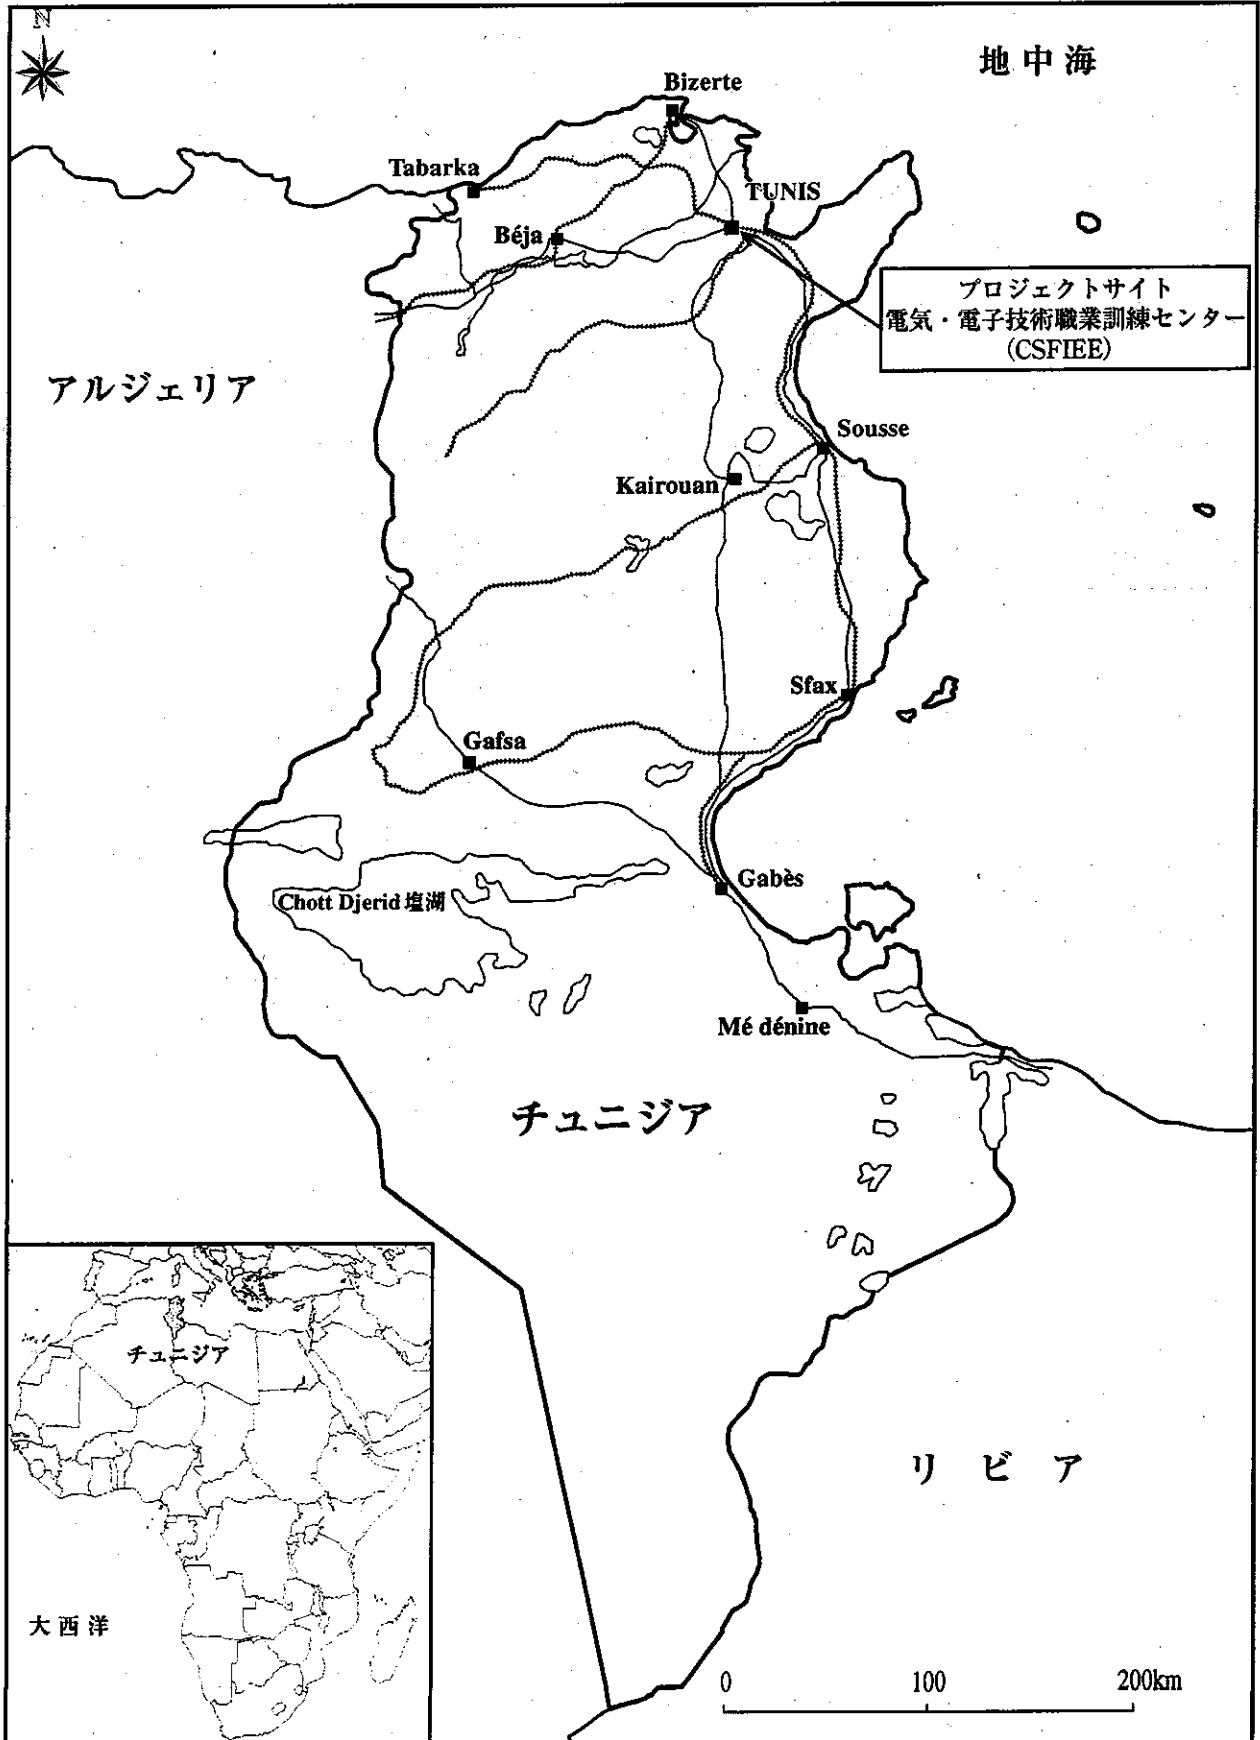 N
地中海
Bizerte
Tabarka
TUNIS
Béja
プロジェクトサイト
電気・電子技術職業訓練センター
(CSFIEE)
アルジェリア
Sousse
Kairouan
Sfax
Gafsa
Gabès
Chott Djerid 塩湖
Mé dénine
チュニジア
チュニジア
リビア
大西洋
0 100 200km